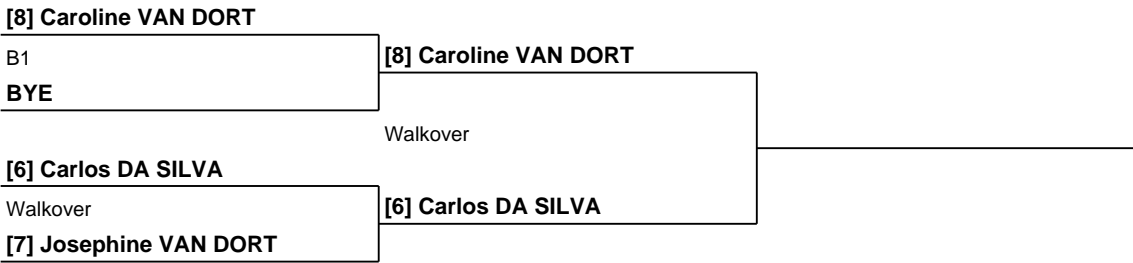 [8] Caroline VAN DORT
B1
BYE
[8] Caroline VAN DORT
Walkover
[6] Carlos DA SILVA
Walkover
[7] Josephine VAN DORT
[6] Carlos DA SILVA